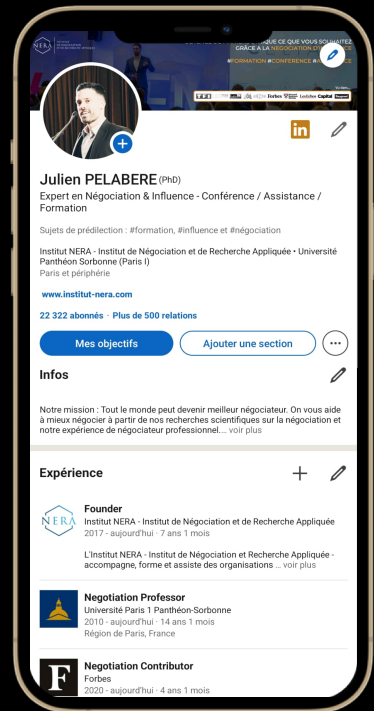 NERA
QUE CE QUE VOUS SOUHAITEZ
GRÂCE A LA NEGOCIATION
#FORMATION #CONFERENCE
TF1
Forbes
LesEchos Capital
in
Julien PELABERE (PhD)
Expert en Négociation & Influence - Conférence / Assistance /
Formation
Sujets de prédilection : #formation, #influence et #négociation
Institut NERA - Institut de Négociation et de Recherche Appliquée • Université
Panthéon Sorbonne (Paris I)
Paris et périphérie
www.institut-nera.com
22 322 abonnés · Plus de 500 relations
Mes objectifs
Ajouter une section
Infos
Notre mission : Tout le monde peut devenir meilleur négociateur. On vous aide
à mieux négocier à partir de nos recherches scientifiques sur la négociation et
notre expérience de négociateur professionnel.... voir plus
Expérience
NERA
Founder
Institut NERA - Institut de Négociation et de Recherche Appliquée
2017 - aujourd'hui · 7 ans 1 mois
L'Institut NERA - Institut de Négociation et Recherche Appliquée -
accompagne, forme et assiste des organisations ... voir plus
Negotiation Professor
Université Paris 1 Panthéon-Sorbonne
2010 - aujourd'hui · 14 ans 1 mois
Région de Paris, France
F
Negotiation Contributor
Forbes
2020 - aujourd'hui · 4 ans 1 mois